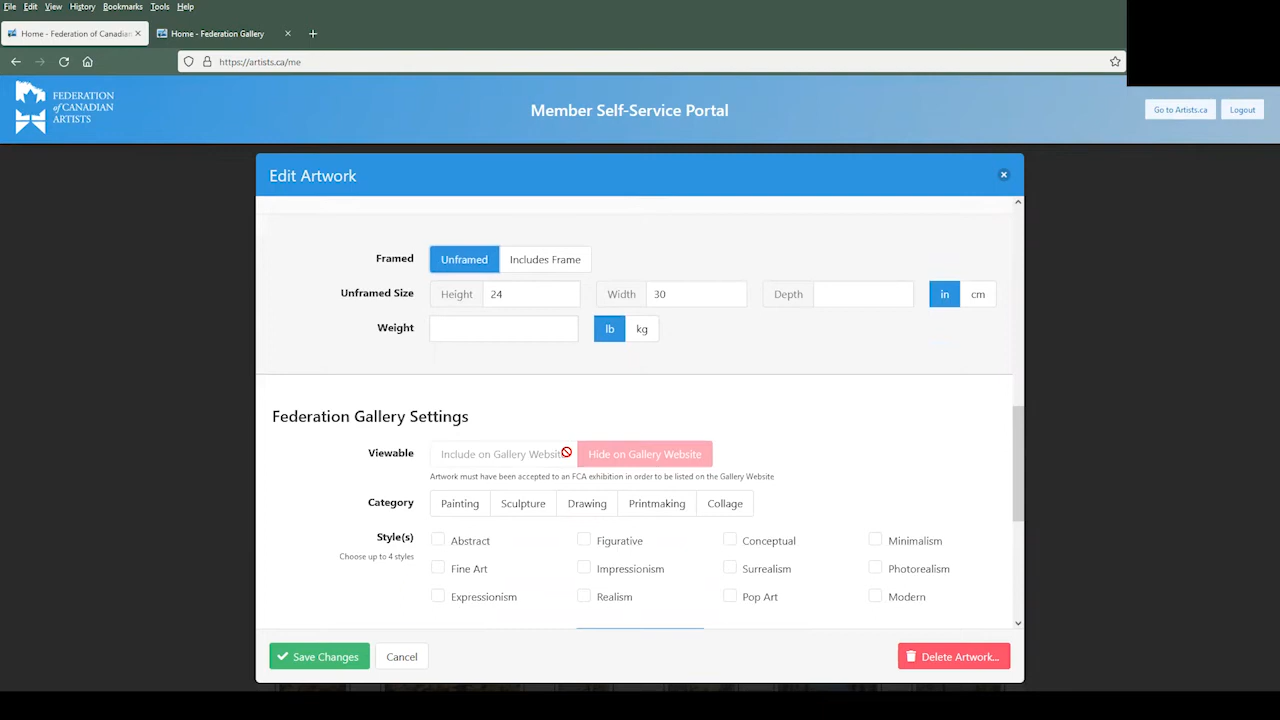 File Edit View History Bookmarks Tools Help
Home - Federation of Canadian
Home - Federation Gallery
https://artists.ca/me
FEDERATION
of CANADIAN
ARTISTS
Member Self-Service Portal
Go to Artists.ca
Logout
Edit Artwork
Framed Unframed Includes Frame
Unframed Size Height 24 Width 30 Depth in cm
Weight lb kg
Federation Gallery Settings
Viewable Include on Gallery Website Hide on Gallery Website
Artwork must have been accepted to an FCA exhibition in order to be listed on the Gallery Website
Category Painting Sculpture Drawing Printmaking Collage
Style(s) Abstract Figurative Conceptual Minimalism
Choose up to 4 styles
Fine Art Impressionism Surrealism Photorealism
Expressionism Realism Pop Art Modern
Save Changes Cancel Delete Artwork...